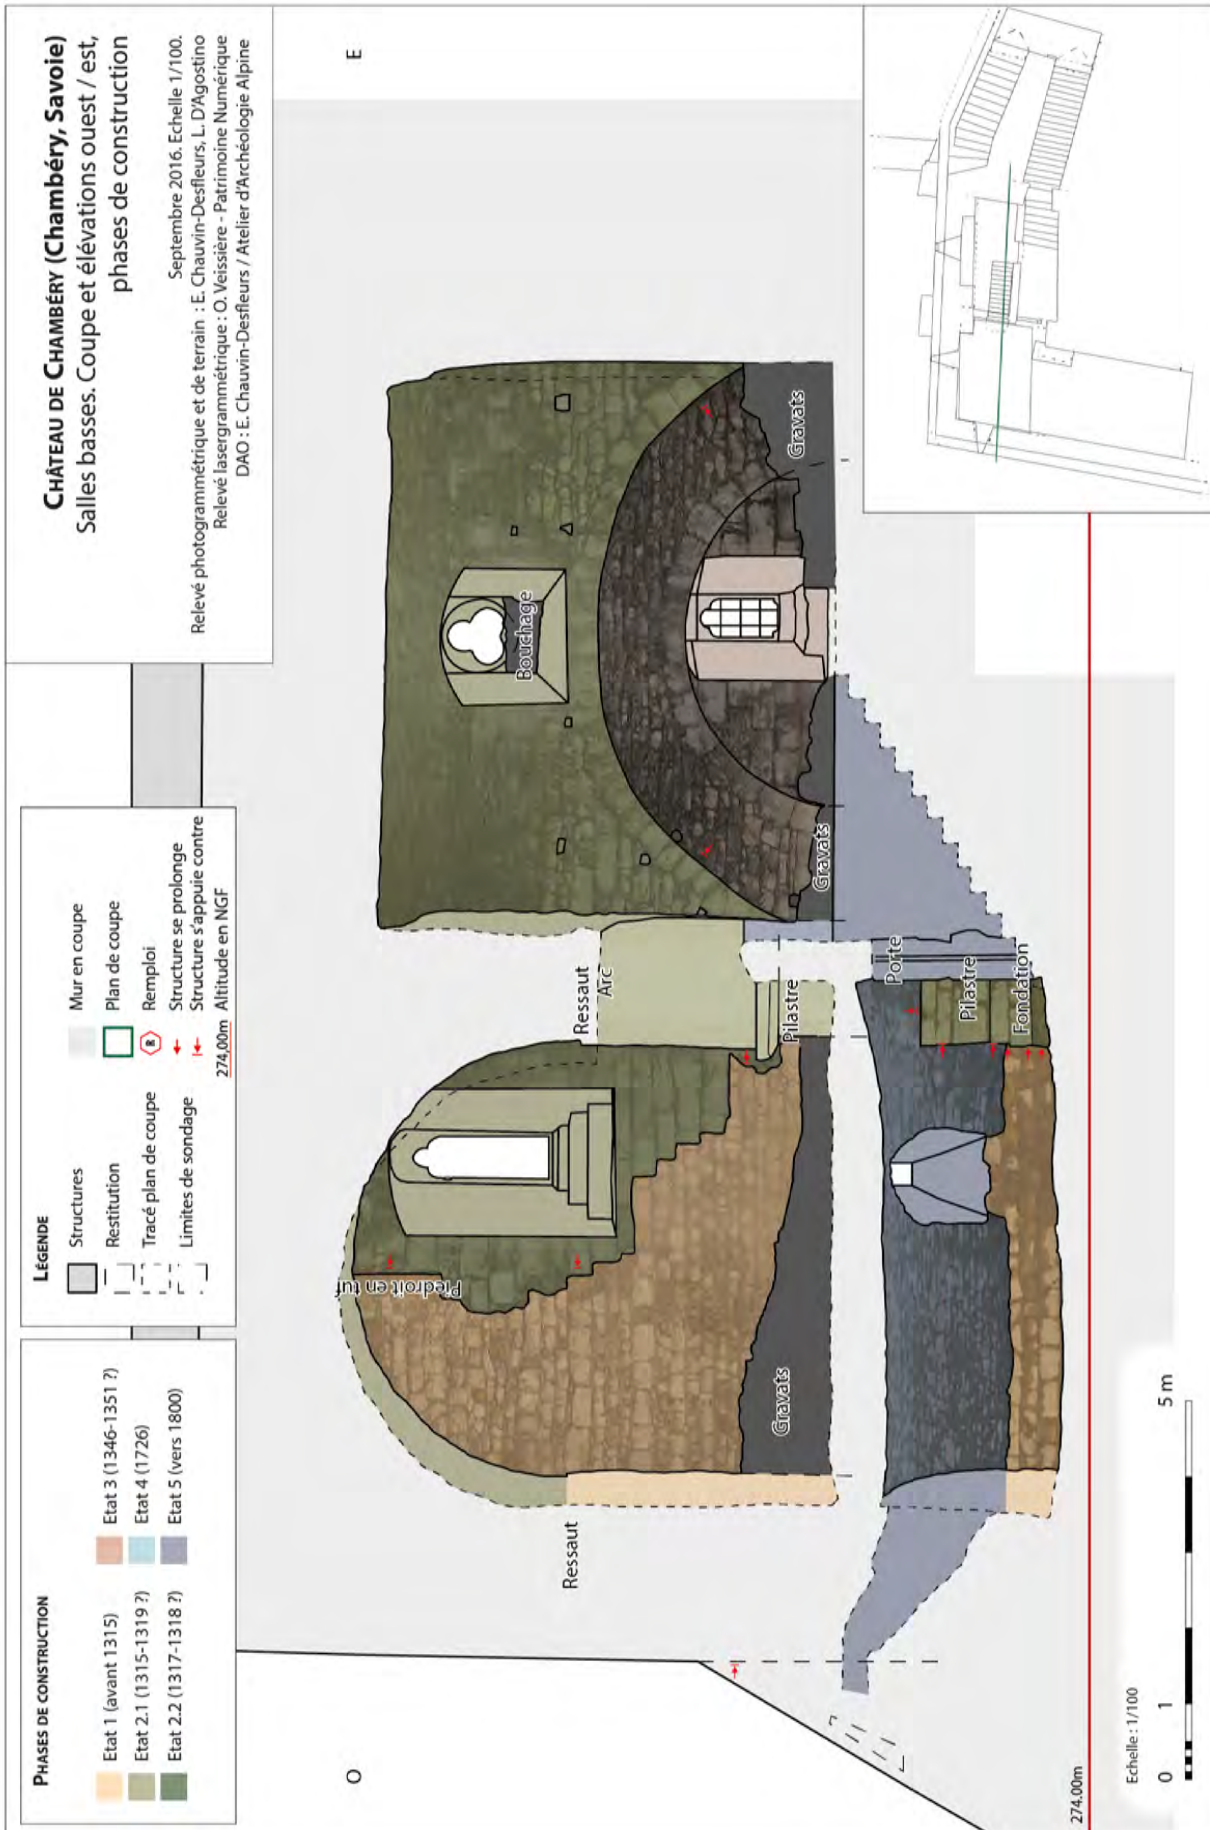 CHÂTEAU DE CHAMBÉRY (Chambéry, Savoie)
Salles basses. Coupe et élévations ouest / est,
phases de construction
Septembre 2016. Echelle 1/100.
Relevé photogrammétrique et de terrain : E. Chauvin-Desfleurs, L. D'Agostino
Relevé lasergrammétrique : O. Veissière - Patrimoine Numérique
DAO : E. Chauvin-Desfleurs / Atelier d'Archéologie Alpine
LÉGENDE
Structures
Restitution
Tracé plan de coupe
Limites de sondage
Mur en coupe
Plan de coupe
R
Remploi
Structure se prolonge
Structure s'appuie contre
274,00m Altitude en NGF
PHASES DE CONSTRUCTION
Etat 1 (avant 1315)
Etat 2.1 (1315-1319 ?)
Etat 2.2 (1317-1318 ?)
Etat 3 (1346-1351 ?)
Etat 4 (1726)
Etat 5 (vers 1800)
O
E
Ressaut
Piedroit en tuf
Ressaut
Arc
Bouchage
Pilastre
Gravats
Gravats
Gravats
Porte
Pilastre
Fondation
274.00m
Echelle : 1/100
0
1
5 m